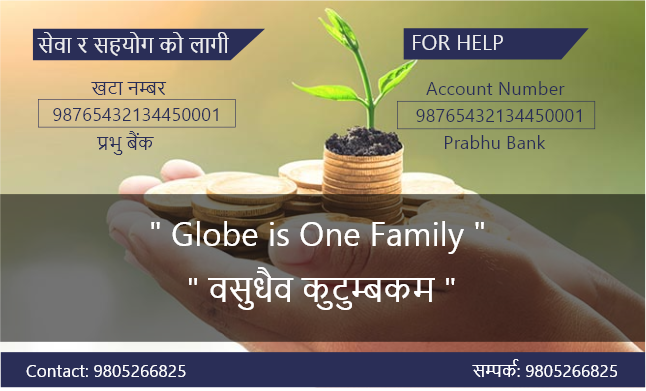 सेवा र सहयोग को लागी
खटा नम्बर
98765432134450001
प्रभु बैंक
FOR HELP
Account Number
98765432134450001
Prabhu Bank
" Globe is One Family "
" वसुधैव कुटुम्बकम "
Contact: 9805266825
सम्पर्क: 9805266825